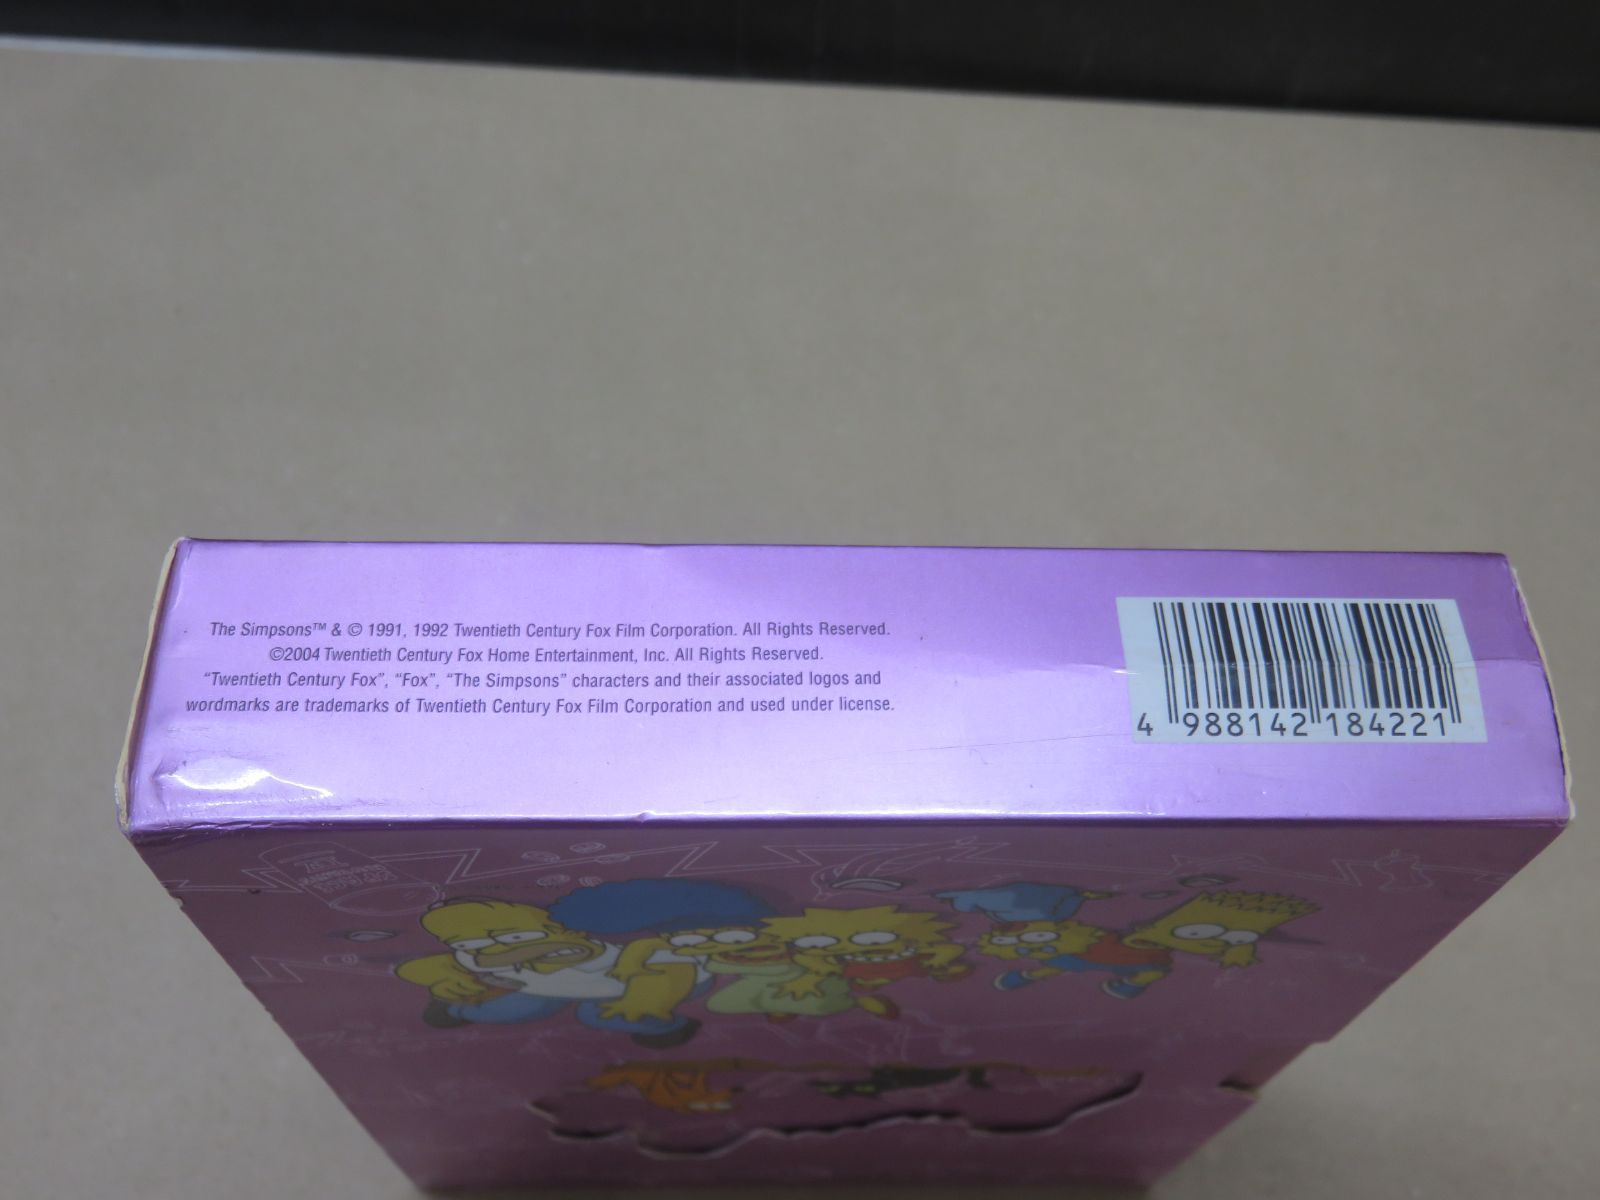 The Simpsons™ & © 1991, 1992 Twentieth Century Fox Film Corporation. All Rights Reserved.
©2004 Twentieth Century Fox Home Entertainment, Inc. All Rights Reserved.
“Twentieth Century Fox”, “Fox”, “The Simpsons” characters and their associated logos and
wordmarks are trademarks of Twentieth Century Fox Film Corporation and used under license.
4 988142 184221